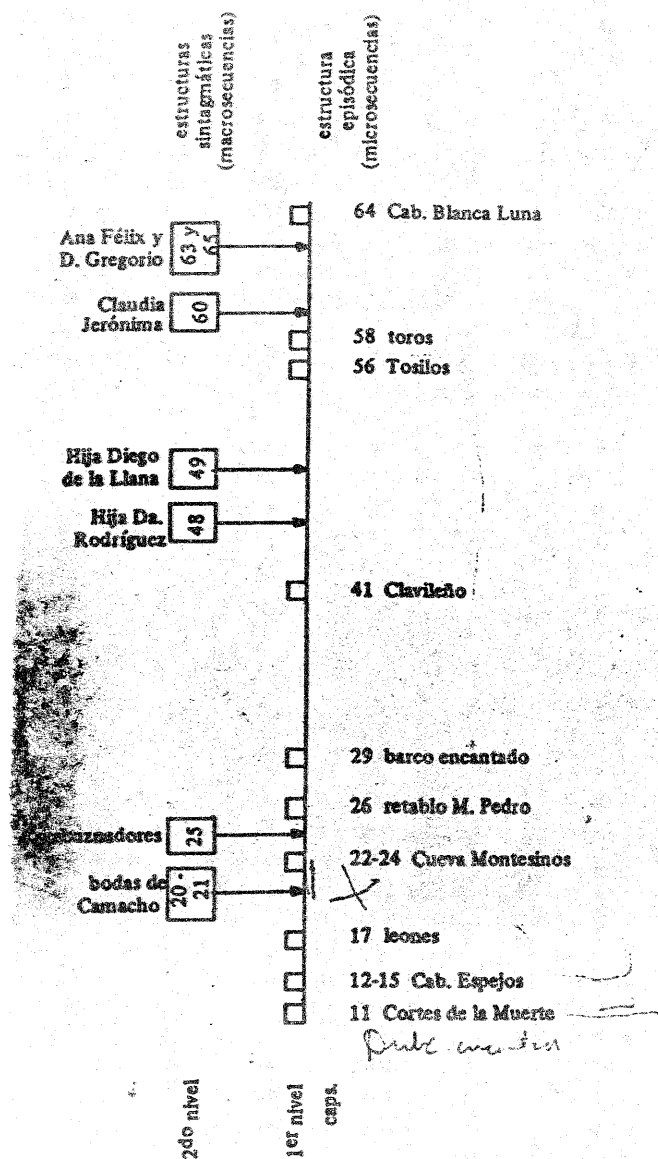 estructuras
sintagmáticas
(macrosecuencias)
estructura
episódica
(microsecuencias)
64 Cab. Blanca Luna
Ana Félix y
D. Gregorio
63 y
65
Claudia
Jerónima
60
58 toros
56 Tosilos
Hija Diego
de la Llana
49
Hija Da.
Rodríguez
48
41 Clavileño
29 barco encantado
26 retablo M. Pedro
25
22-24 Cueva Montesinos
bodas de
Camacho
20-
21
17 leones
12-15 Cab. Espejos
11 Cortes de la Muerte
2do nivel
1er nivel
caps.